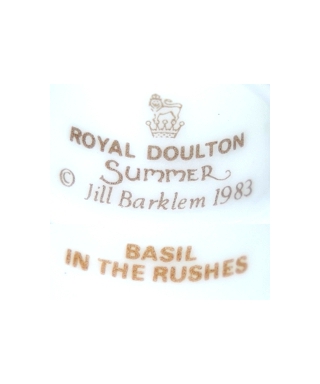 ROYAL DOULTON
SUMMER
© Jill Barklem 1983
BASIL
IN THE RUSHES